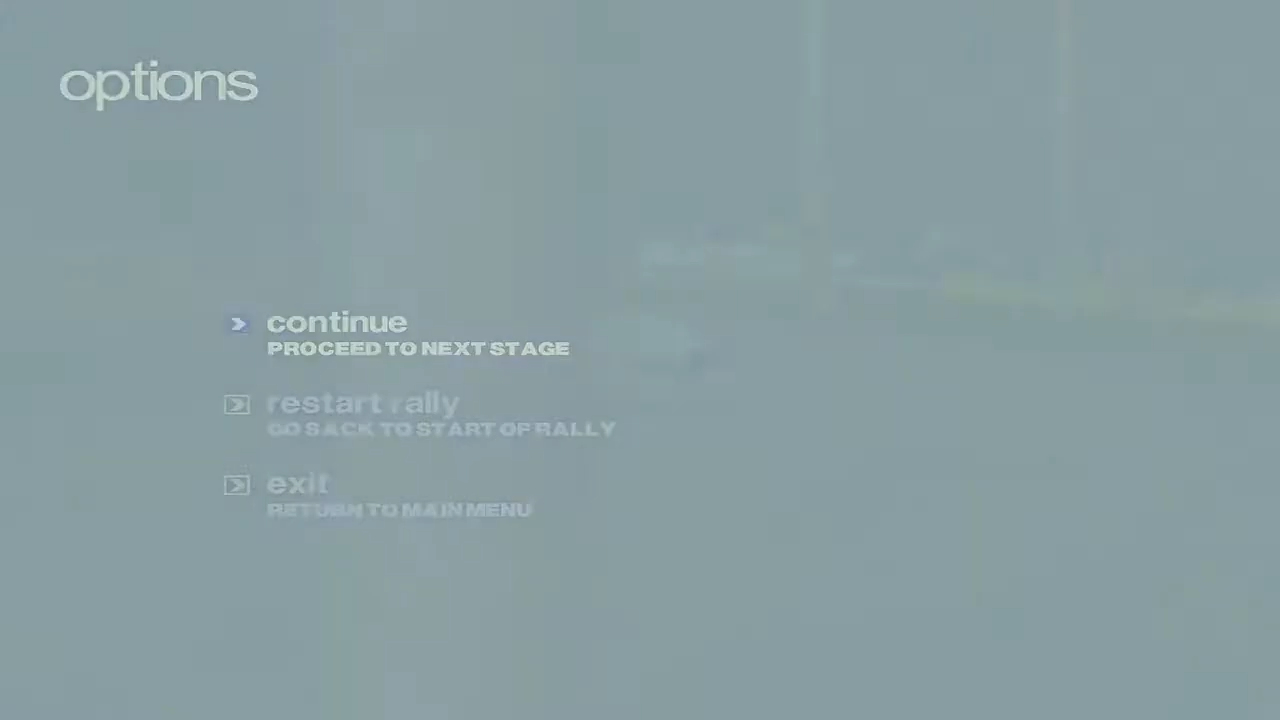 options
continue
PROCEED TO NEXT STAGE
restart rally
GO BACK TO START OF RALLY
exit
RETURN TO MAIN MENU